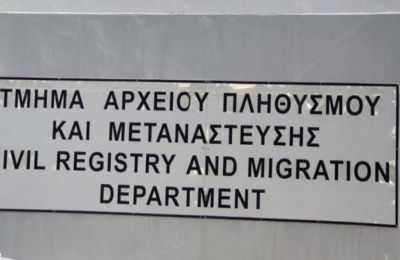 ΤΜΗΜΑ ΑΡΧΕΙΟΥ ΠΛΗΘΥΣΜΟΥ
ΚΑΙ ΜΕΤΑΝΑΣΤΕΥΣΗΣ
IVIL REGISTRY AND MIGRATION
DEPARTMENT